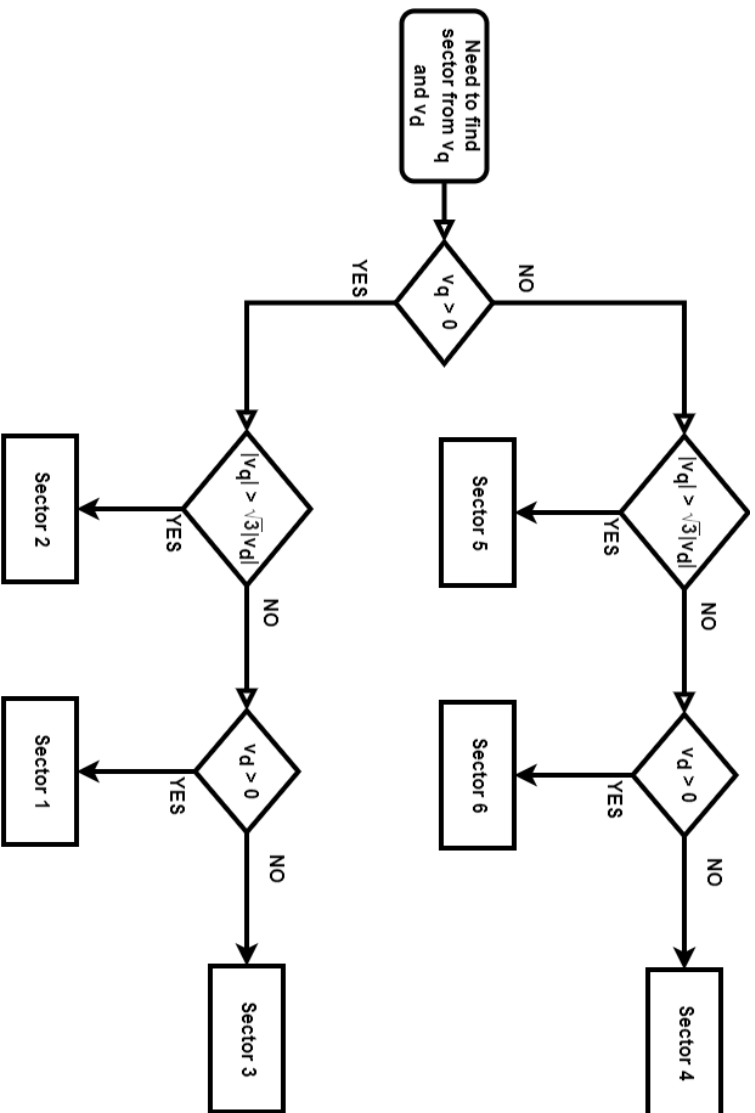 Need to find
sector from vq
and vd
vq > 0
NO
YES
|vq| > √3|vd|
YES
NO
Sector 5
vd > 0
YES
NO
Sector 6
Sector 4
|vq| > √3|vd|
YES
NO
Sector 2
vd > 0
YES
NO
Sector 1
Sector 3